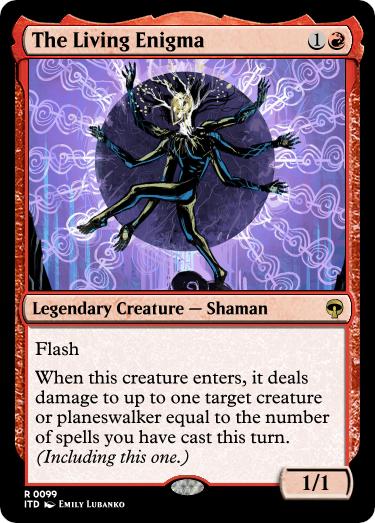 The Living Enigma 1
Legendary Creature — Shaman
Flash
When this creature enters, it deals
damage to up to one target creature
or planeswalker equal to the number
of spells you have cast this turn.
(Including this one.)
1/1
R 0099
ITD EMILY LUBANKO